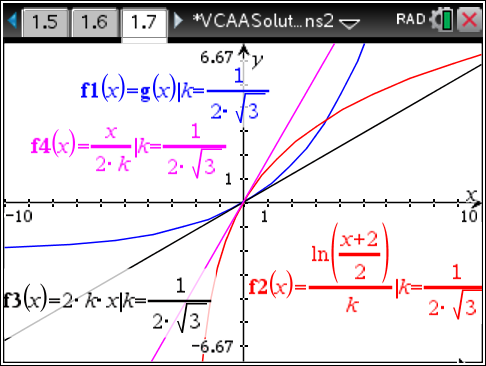 1.5 1.6 1.7 *VCAASolut...ns2 RAD
6.67 y
f1(x)=g(x)|k=1/(2·√3)
f4(x)=x/(2·k)|k=1/(2·√3)
1
x
-10 1 10
f2(x)=ln((x+2)/2)/k|k=1/(2·√3)
f3(x)=2·k·x|k=1/(2·√3)
-6.67